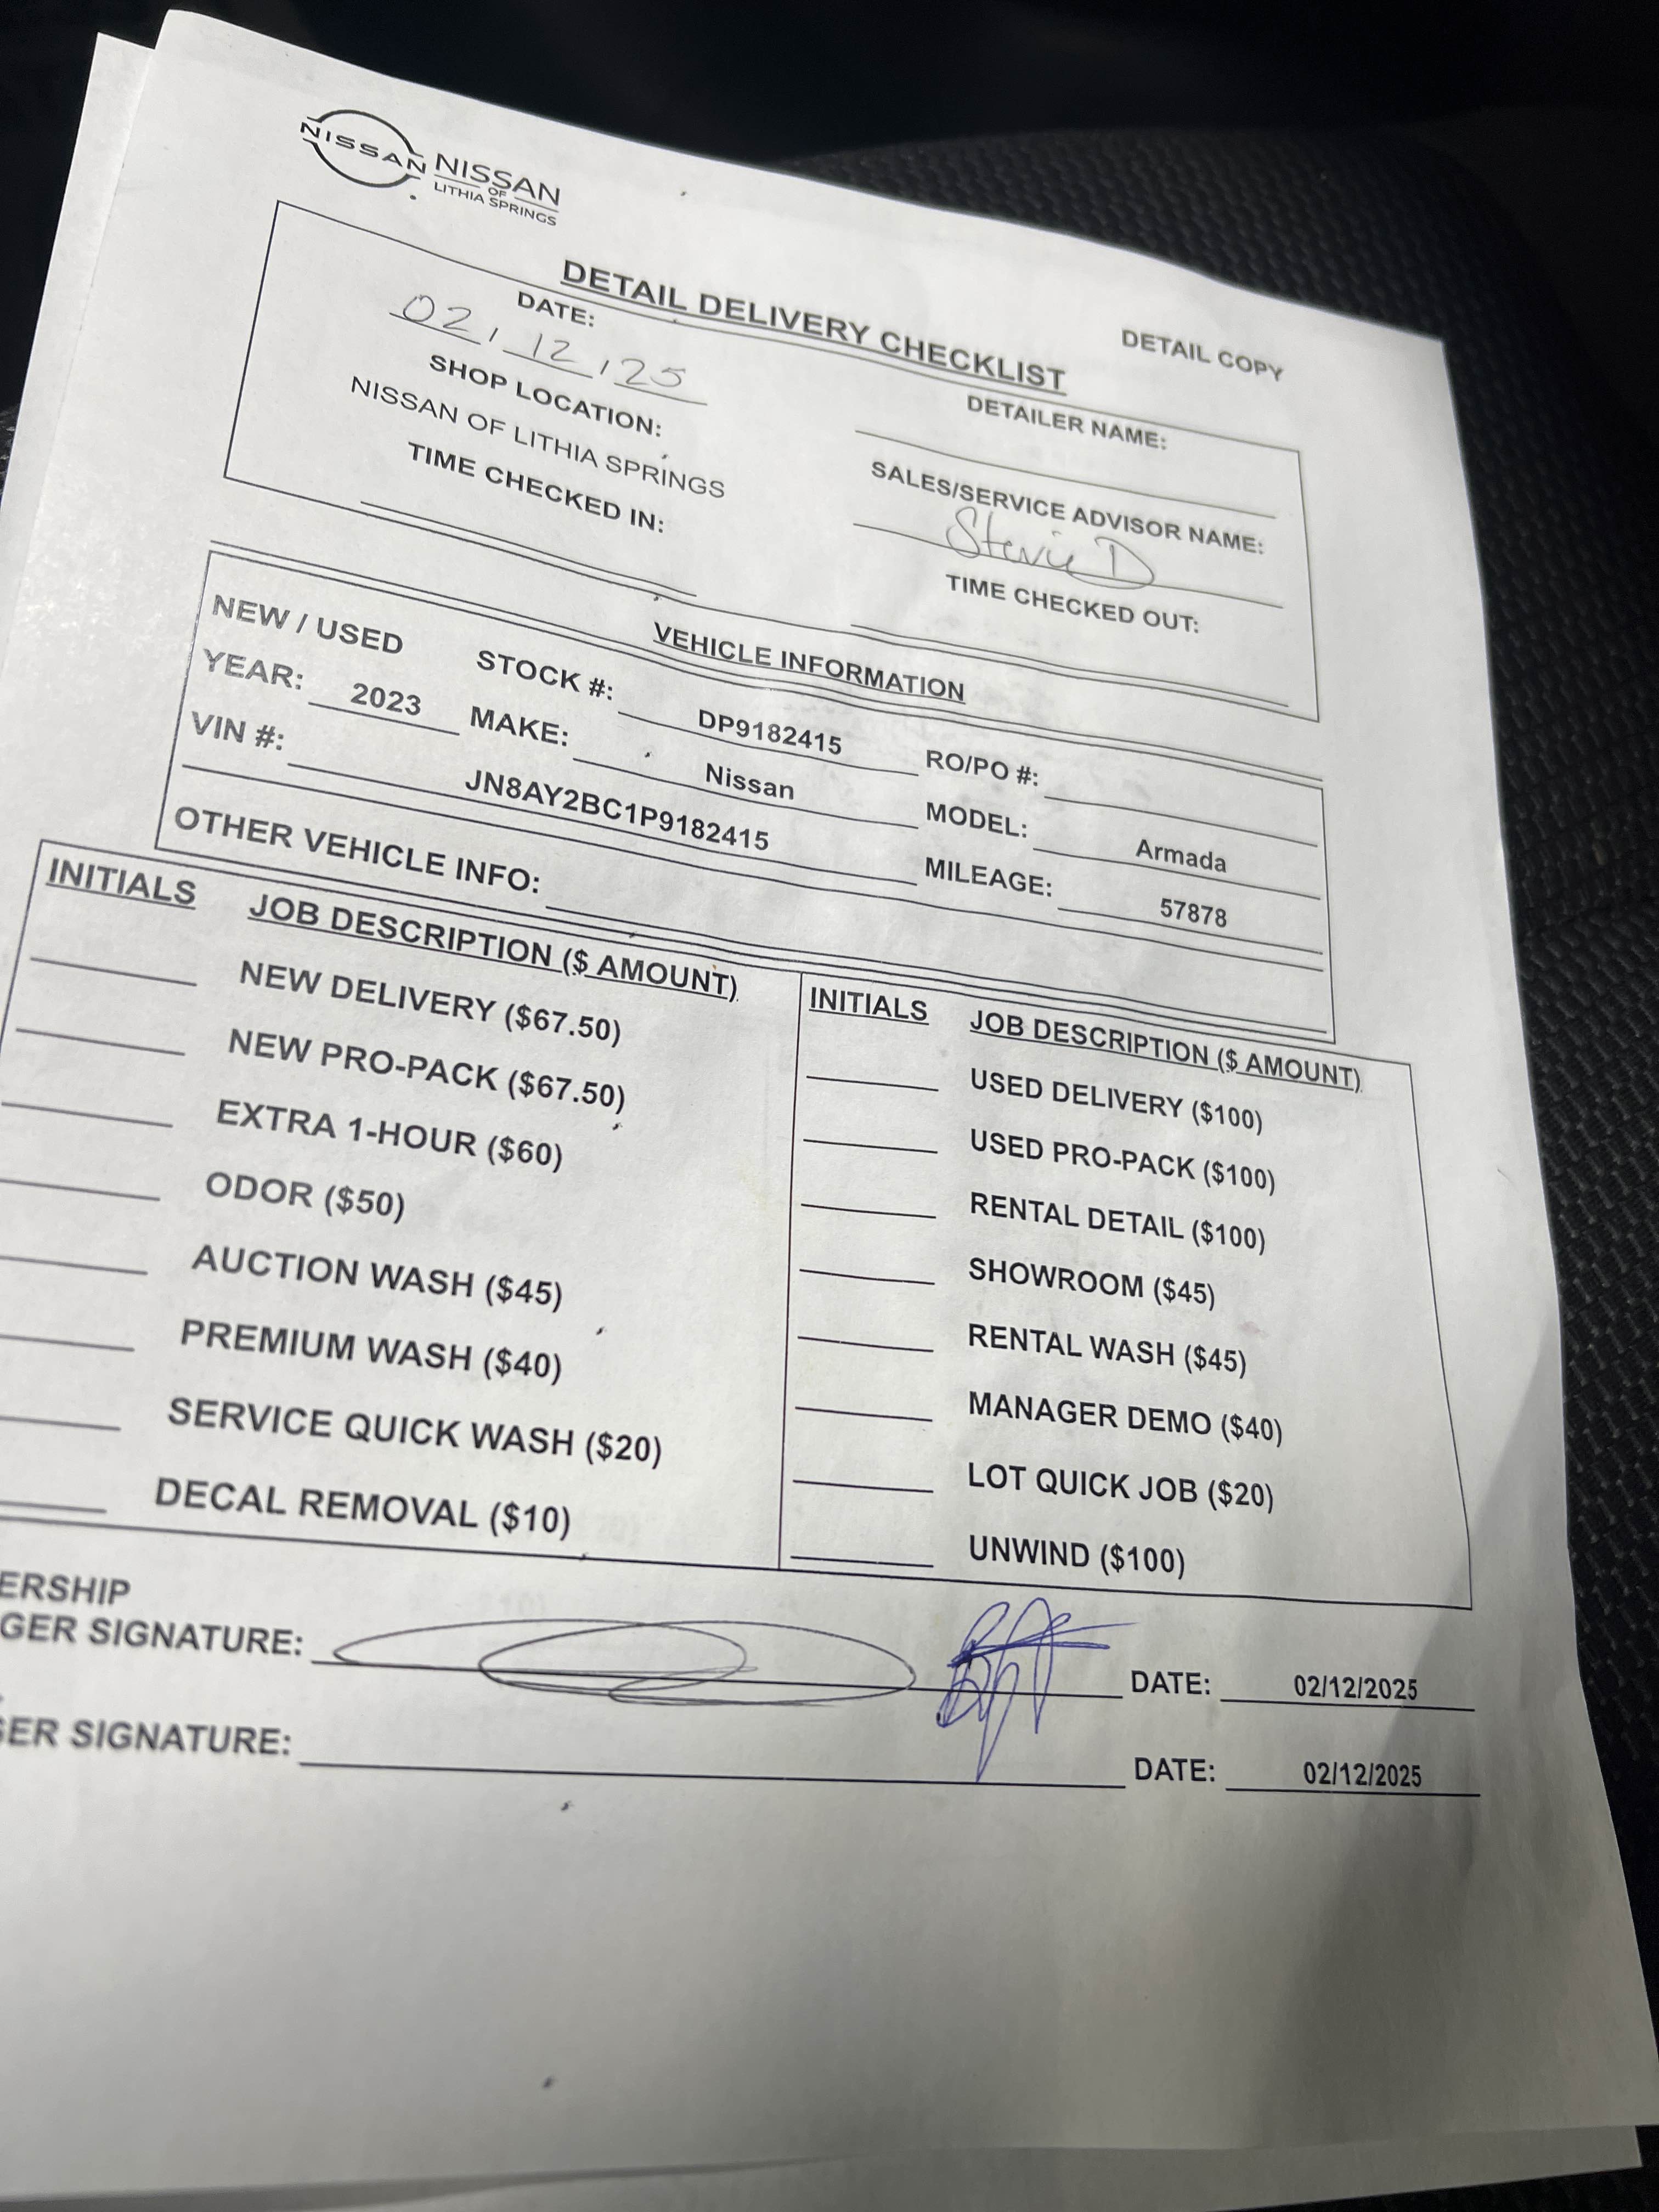 NISSAN
NISSAN
OF
LITHIA SPRINGS
DETAIL DELIVERY CHECKLIST
DETAIL COPY
DATE:
02, 12, 25
SHOP LOCATION:
NISSAN OF LITHIA SPRINGS
TIME CHECKED IN:
DETAILER NAME:
SALES/SERVICE ADVISOR NAME:
Stevie D
TIME CHECKED OUT:
VEHICLE INFORMATION
NEW / USED STOCK #: DP9182415 RO/PO #:
YEAR: 2023 MAKE: Nissan MODEL: Armada
VIN #: JN8AY2BC1P9182415 MILEAGE: 57878
OTHER VEHICLE INFO:
INITIALS JOB DESCRIPTION ($ AMOUNT)
NEW DELIVERY ($67.50)
NEW PRO-PACK ($67.50)
EXTRA 1-HOUR ($60)
ODOR ($50)
AUCTION WASH ($45)
PREMIUM WASH ($40)
SERVICE QUICK WASH ($20)
DECAL REMOVAL ($10)
INITIALS JOB DESCRIPTION ($ AMOUNT)
USED DELIVERY ($100)
USED PRO-PACK ($100)
RENTAL DETAIL ($100)
SHOWROOM ($45)
RENTAL WASH ($45)
MANAGER DEMO ($40)
LOT QUICK JOB ($20)
UNWIND ($100)
ERSHIP
GER SIGNATURE: DATE: 02/12/2025
GER SIGNATURE: DATE: 02/12/2025